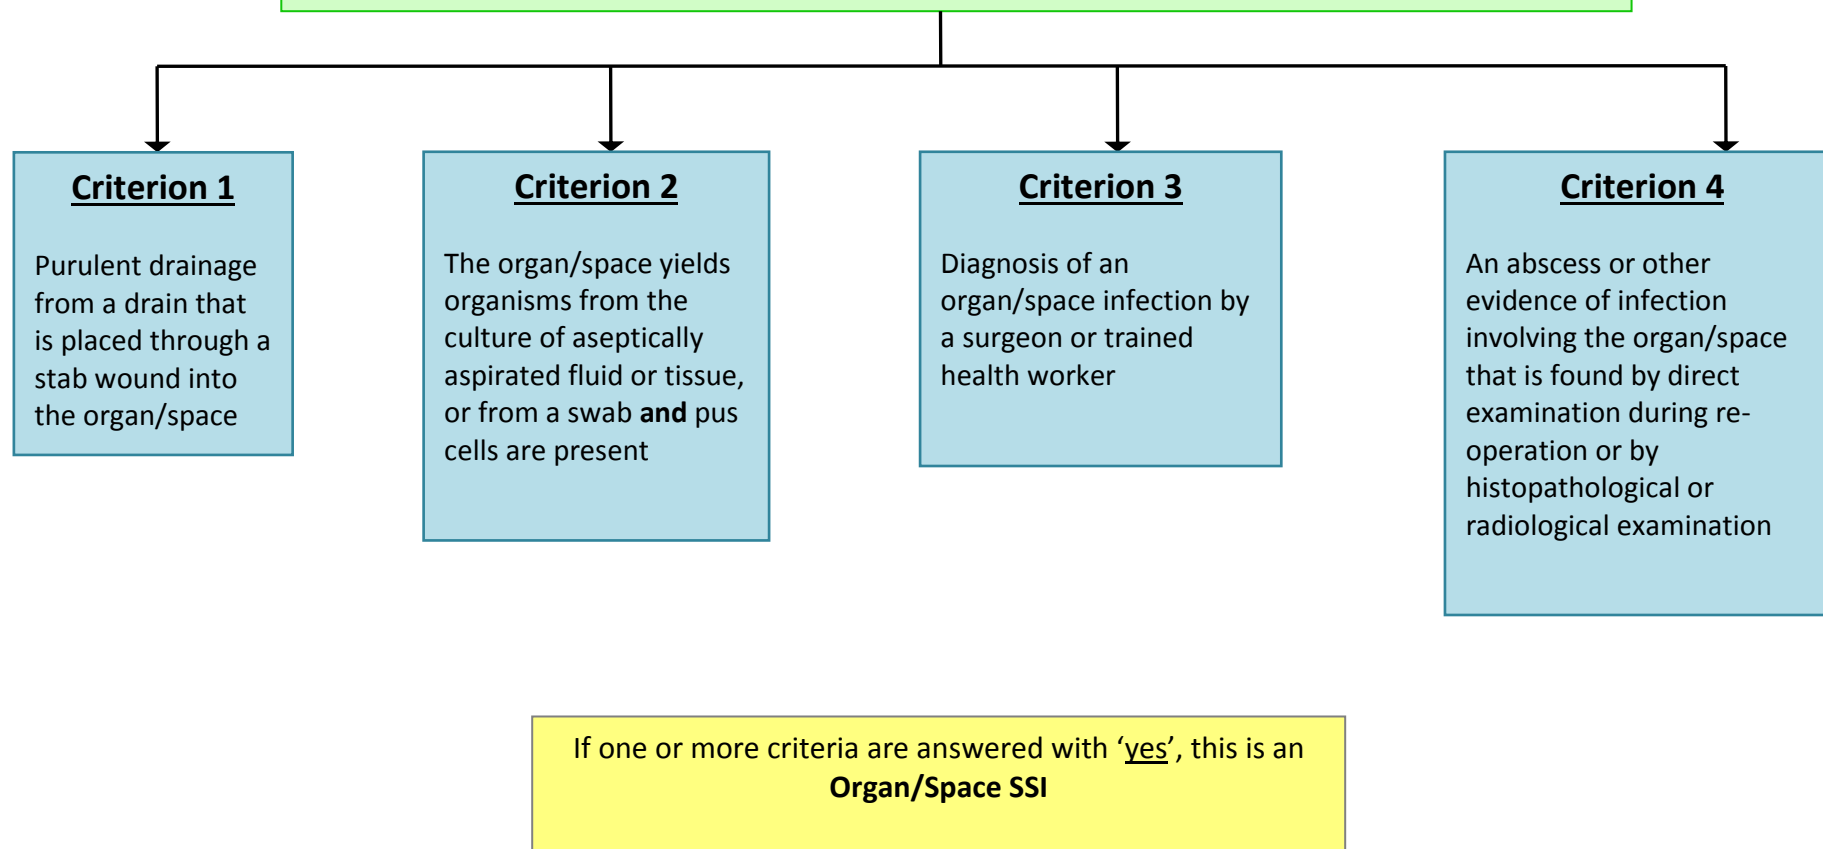 Criterion 1
Purulent drainage
from a drain that
is placed through a
stab wound into
the organ/space
Criterion 2
The organ/space yields
organisms from the
culture of aseptically
aspirated fluid or tissue,
or from a swab and pus
cells are present
Criterion 3
Diagnosis of an
organ/space infection by
a surgeon or trained
health worker
Criterion 4
An abscess or other
evidence of infection
involving the organ/space
that is found by direct
examination during re-
operation or by
histopathological or
radiological examination
If one or more criteria are answered with ‘yes’, this is an
Organ/Space SSI